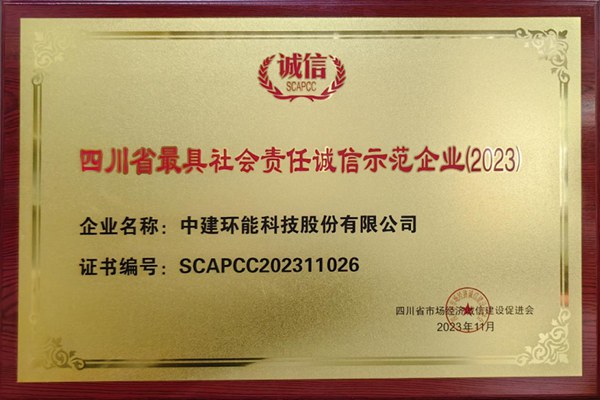 诚信
SCAPCC
四川省最具社会责任诚信示范企业(2023)
企业名称：中建环能科技股份有限公司
证书编号：SCAPCC202311026
四川省市场经济诚信建设促进会
2023年11月